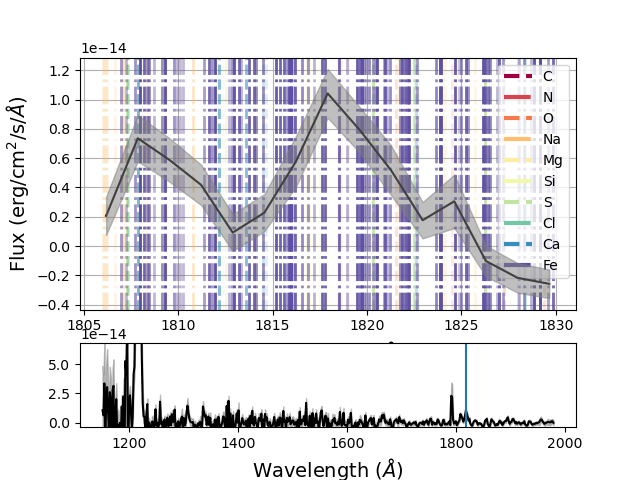 1e−14
1.2
1.0
0.8
0.6
0.4
0.2
0.0
−0.2
−0.4
Flux (erg/cm²/s/Å)
C
N
O
Na
Mg
Si
S
Cl
Ca
Fe
1805 1810 1815 1820 1825 1830
1e−14
5.0
2.5
0.0
1200 1400 1600 1800 2000
Wavelength (Å)